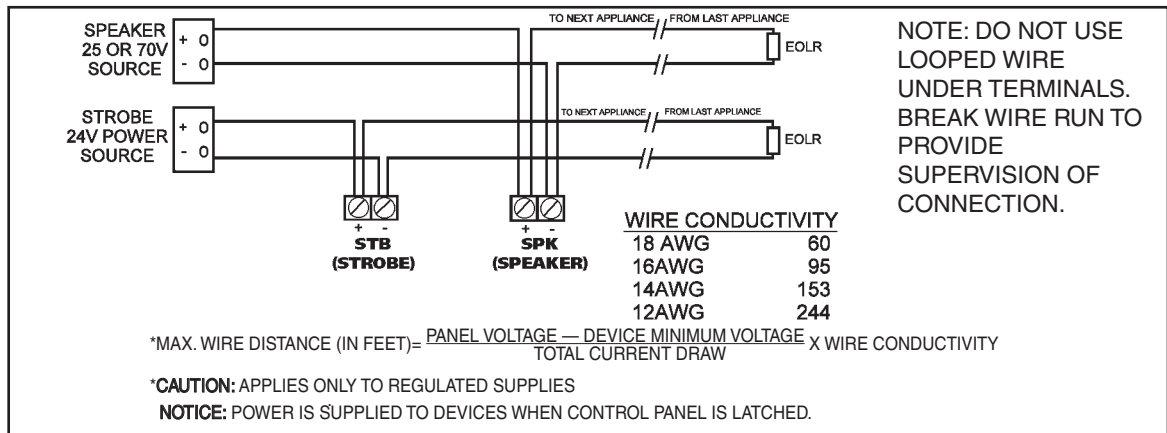 SPEAKER
25 OR 70V
SOURCE
+ O
- O
TO NEXT APPLIANCE
FROM LAST APPLIANCE
EOLR
STROBE
24V POWER
SOURCE
+ O
- O
TO NEXT APPLIANCE
FROM LAST APPLIANCE
EOLR
+ -
STB
(STROBE)
+ -
SPK
(SPEAKER)
NOTE: DO NOT USE
LOOPED WIRE
UNDER TERMINALS.
BREAK WIRE RUN TO
PROVIDE
SUPERVISION OF
CONNECTION.
WIRE CONDUCTIVITY
18 AWG 60
16AWG 95
14AWG 153
12AWG 244
*MAX. WIRE DISTANCE (IN FEET)= PANEL VOLTAGE — DEVICE MINIMUM VOLTAGE
TOTAL CURRENT DRAW
X WIRE CONDUCTIVITY
*CAUTION: APPLIES ONLY TO REGULATED SUPPLIES
NOTICE: POWER IS SUPPLIED TO DEVICES WHEN CONTROL PANEL IS LATCHED.